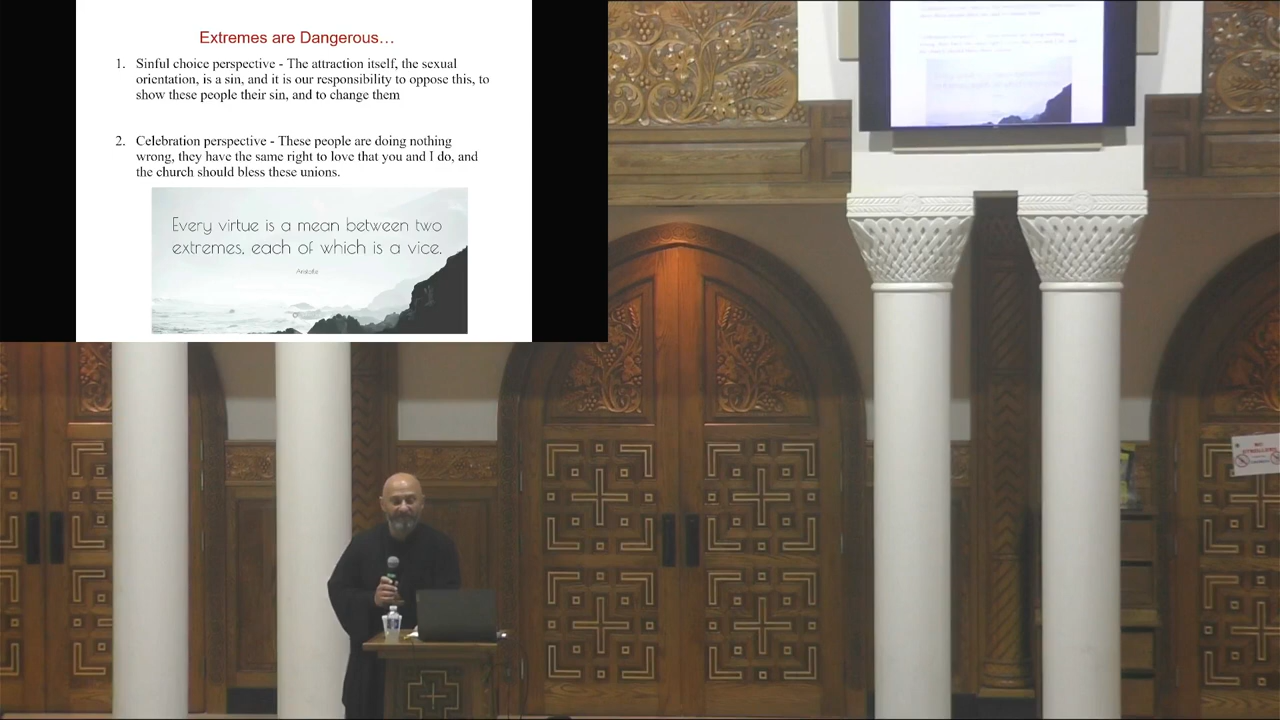 Extremes are Dangerous…
1. Sinful choice perspective - The attraction itself, the sexual
orientation, is a sin, and it is our responsibility to oppose this, to
show these people their sin, and to change them
2. Celebration perspective - These people are doing nothing
wrong, they have the same right to love that you and I do, and
the church should bless these unions.
Every virtue is a mean between two
extremes, each of which is a vice.
Aristotle